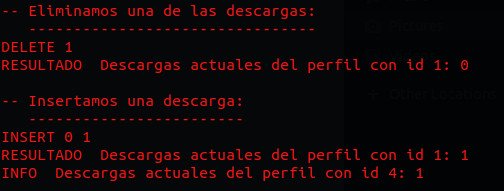 -- Eliminamos una de las descargas:
   --------------------------------
DELETE 1
RESULTADO  Descargas actuales del perfil con id 1: 0
-- Insertamos una descarga:
   ------------------------
INSERT 0 1
RESULTADO  Descargas actuales del perfil con id 1: 1
INFO  Descargas actuales del perfil con id 4: 1